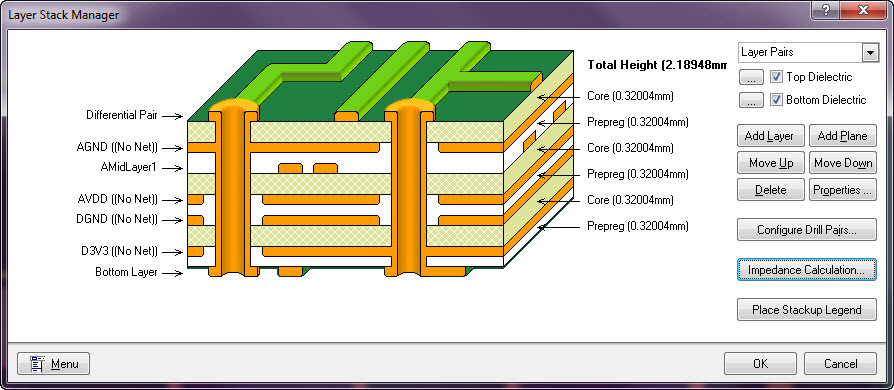 Layer Stack Manager
?
Total Height (2.18948mm
Layer Pairs
... Top Dielectric
... Bottom Dielectric
Differential Pair
Core (0.32004mm)
Prepreg (0.32004mm)
AGND ((No Net))
Core (0.32004mm)
AMidLayer1
Prepreg (0.32004mm)
AVDD ((No Net))
Core (0.32004mm)
DGND ((No Net))
Prepreg (0.32004mm)
D3V3 ((No Net))
Bottom Layer
Add Layer Add Plane
Move Up Move Down
Delete Properties ...
Configure Drill Pairs...
Impedance Calculation...
Place Stackup Legend
Menu
OK Cancel